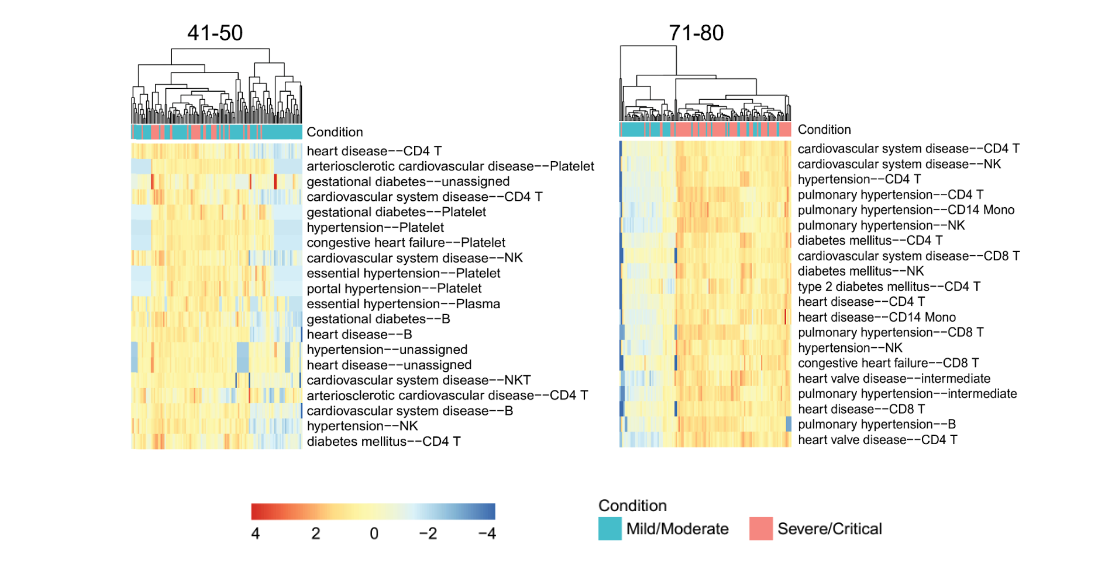 41-50
71-80
Condition
heart disease--CD4 T
arteriosclerotic cardiovascular disease--Platelet
gestational diabetes--unassigned
cardiovascular system disease--CD4 T
gestational diabetes--Platelet
hypertension--Platelet
congestive heart failure--Platelet
cardiovascular system disease--NK
essential hypertension--Platelet
portal hypertension--Platelet
essential hypertension--Plasma
gestational diabetes--B
heart disease--B
hypertension--unassigned
heart disease--unassigned
cardiovascular system disease--NKT
arteriosclerotic cardiovascular disease--CD4 T
cardiovascular system disease--B
hypertension--NK
diabetes mellitus--CD4 T
Condition
cardiovascular system disease--CD4 T
cardiovascular system disease--NK
hypertension--CD4 T
pulmonary hypertension--CD4 T
pulmonary hypertension--CD14 Mono
pulmonary hypertension--NK
diabetes mellitus--CD4 T
cardiovascular system disease--CD8 T
diabetes mellitus--NK
type 2 diabetes mellitus--CD4 T
heart disease--CD4 T
heart disease--CD14 Mono
pulmonary hypertension--CD8 T
hypertension--NK
congestive heart failure--CD8 T
heart valve disease--intermediate
pulmonary hypertension--intermediate
heart disease--CD8 T
pulmonary hypertension--B
heart valve disease--CD4 T
4 2 0 −2 −4
Condition
Mild/Moderate Severe/Critical